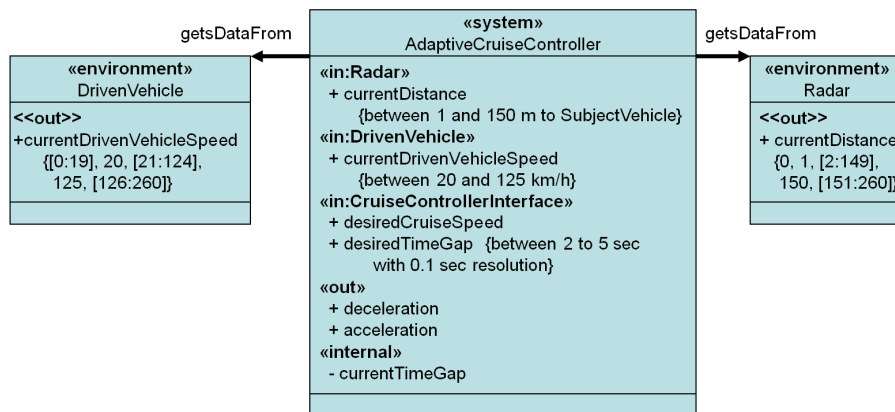 «system»
AdaptiveCruiseController
getsDataFrom
getsDataFrom
«environment»
DrivenVehicle
<<out>>
+currentDrivenVehicleSpeed
{[0:19], 20, [21:124],
125, [126:260]}
«in:Radar»
+ currentDistance
{between 1 and 150 m to SubjectVehicle}
«in:DrivenVehicle»
+ currentDrivenVehicleSpeed
{between 20 and 125 km/h}
«in:CruiseControllerInterface»
+ desiredCruiseSpeed
+ desiredTimeGap {between 2 to 5 sec
with 0.1 sec resolution}
«out»
+ deceleration
+ acceleration
«internal»
- currentTimeGap
«environment»
Radar
<<out>>
+ currentDistance
{0, 1, [2:149],
150, [151:260]}